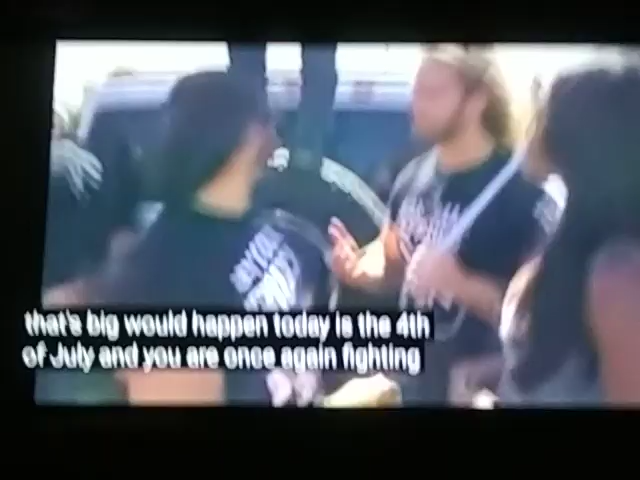 that's big would happen today is the 4th
of July and you are once again fighting